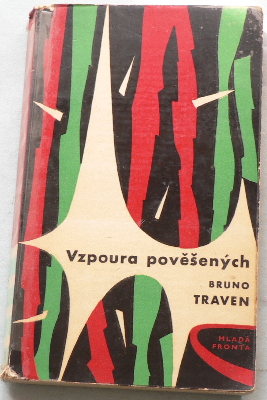 Vzpoura pověšených
BRUNO
TRAVEN
MLADÁ
FRONTA